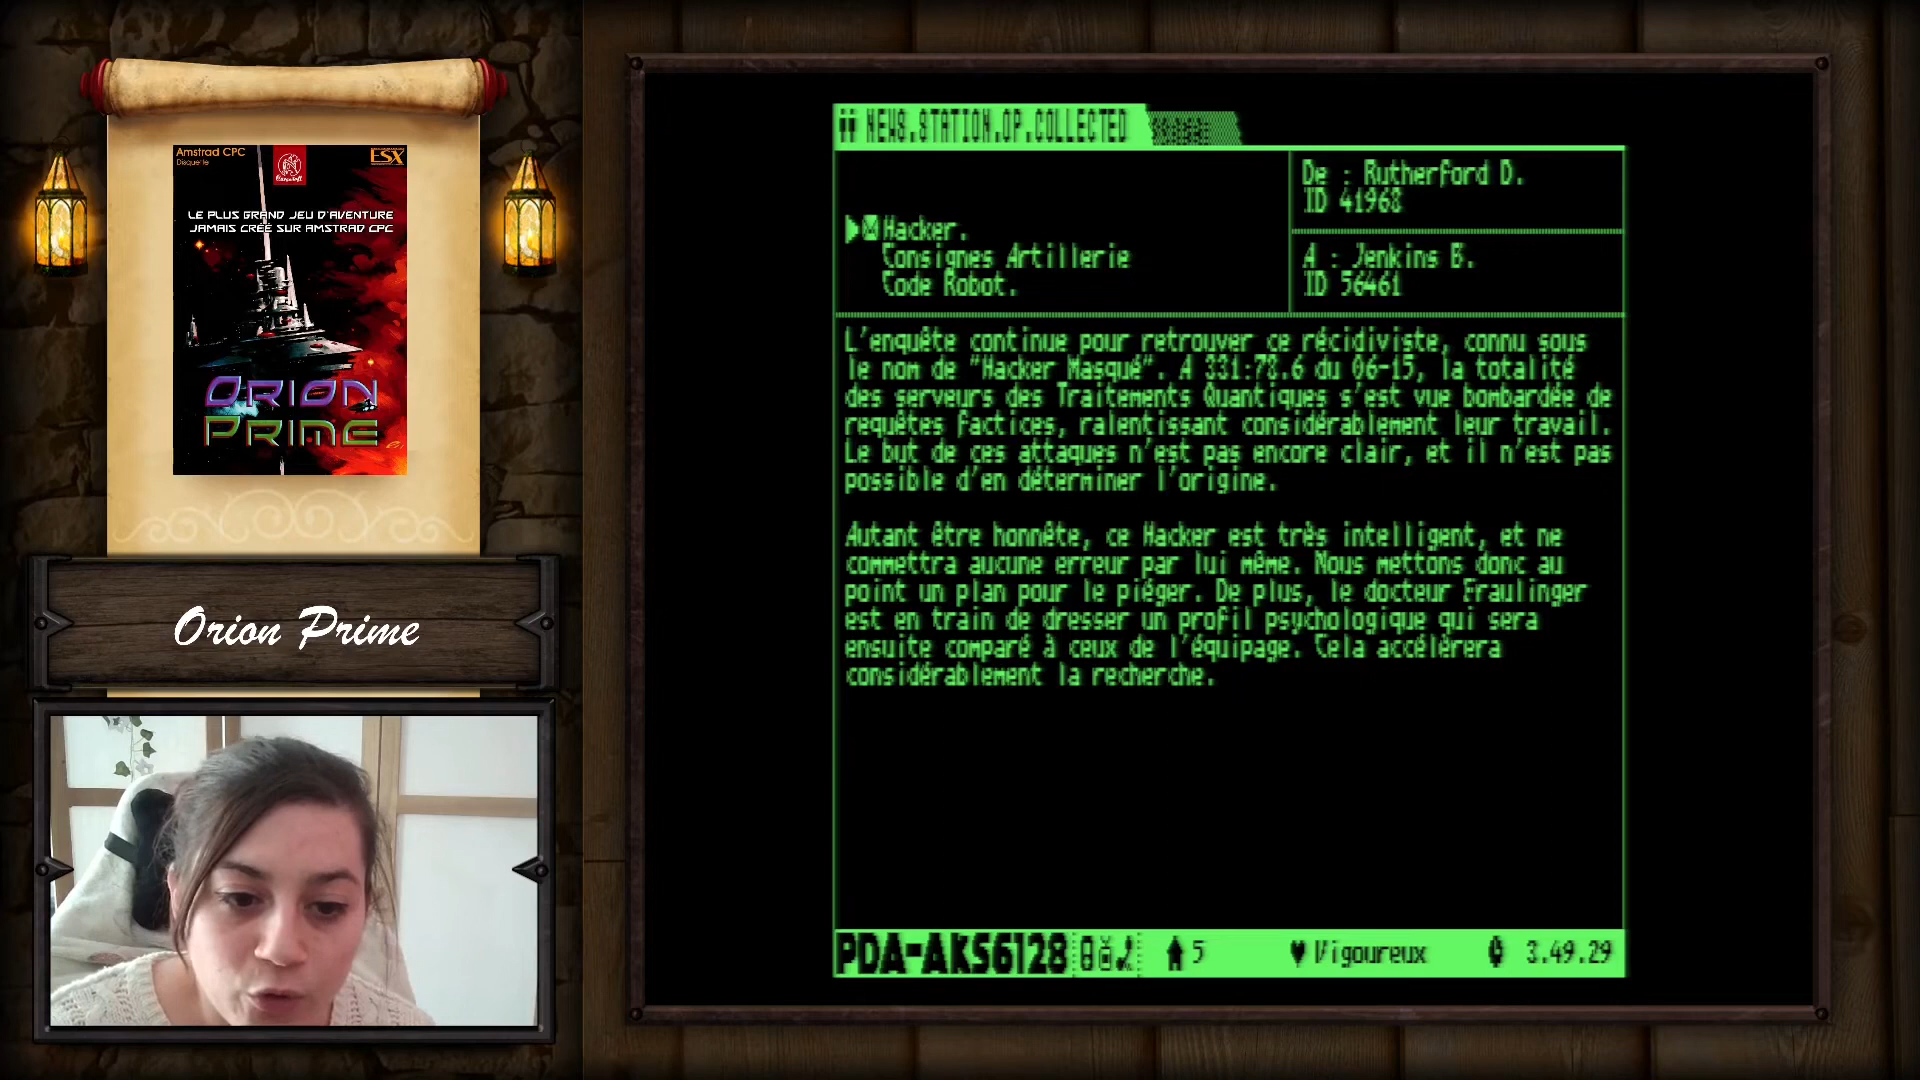 Amstrad CPC
Disquette
ESX
LE PLUS GRAND JEU D'AVENTURE
JAMAIS CRÉÉ SUR AMSTRAD CPC
ORION
PRIME
Orion Prime
NEWS.STATION.OP.COLLECTED
De : Rutherford D.
ID 41968
Hacker.
Consignes Artillerie
Code Robot.
A : Jenkins B.
ID 56461
L'enquête continue pour retrouver ce récidiviste, connu sous
le nom de "Hacker Masqué". A 331:78.6 du 06-15, la totalité
des serveurs des Traitements Quantiques s'est vue bombardée de
requêtes factices, ralentissant considérablement leur travail.
Le but de ces attaques n'est pas encore clair, et il n'est pas
possible d'en déterminer l'origine.
Autant être honnête, ce Hacker est très intelligent, et ne
commettra aucune erreur par lui même. Nous mettons donc au
point un plan pour le piéger. De plus, le docteur Fraulinger
est en train de dresser un profil psychologique qui sera
ensuite comparé à ceux de l'équipage. Cela accélèrera
considérablement la recherche.
PDA-AKS6128
5
Vigoureux
3.49.29